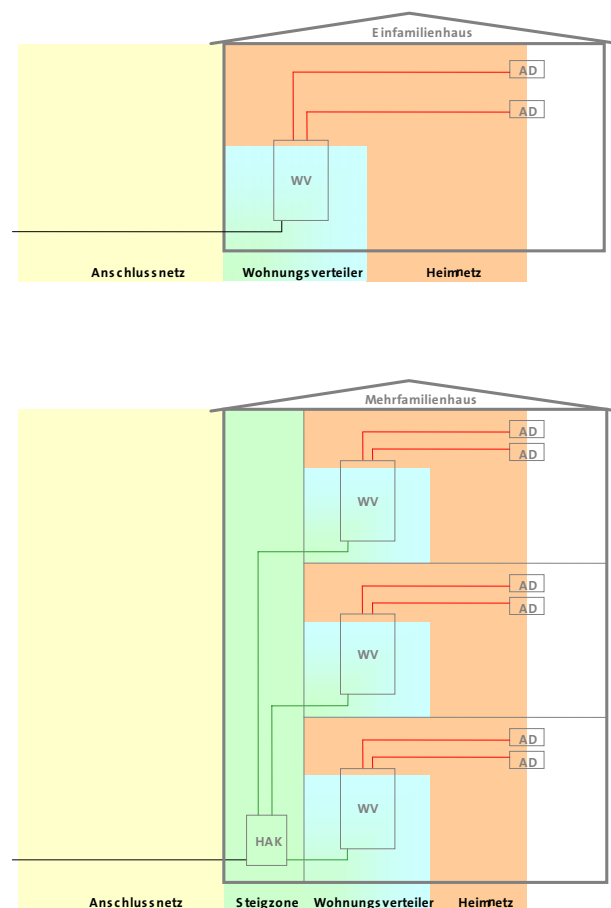 Einfamilienhaus
AD
AD
WV
Anschlussnetz Wohnungsverteiler Heimnetz
Mehrfamilienhaus
AD
AD
WV
AD
AD
WV
AD
AD
WV
HAK
Anschlussnetz Steigzone Wohnungsverteiler Heimnetz